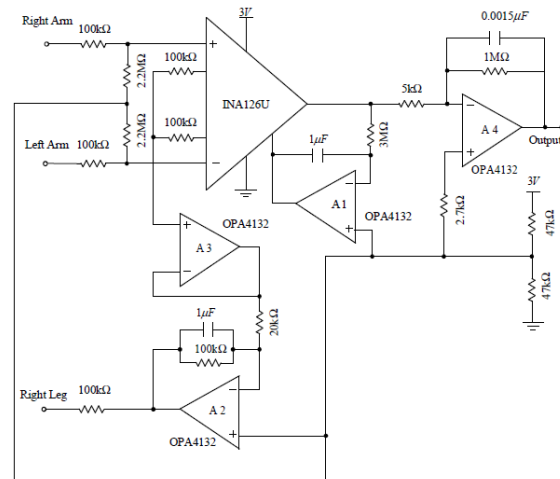 Right Arm
100kΩ
2.2MΩ
2.2MΩ
Left Arm
100kΩ
100kΩ
100kΩ
+
−
3V
INA126U
1μF
3MΩ
−
+
A 1
OPA4132
5kΩ
0.0015μF
1MΩ
−
+
A 4
OPA4132
Output
2.7kΩ
3V
47kΩ
47kΩ
+
−
A 3
OPA4132
20kΩ
1μF
100kΩ
Right Leg
100kΩ
−
+
A 2
OPA4132